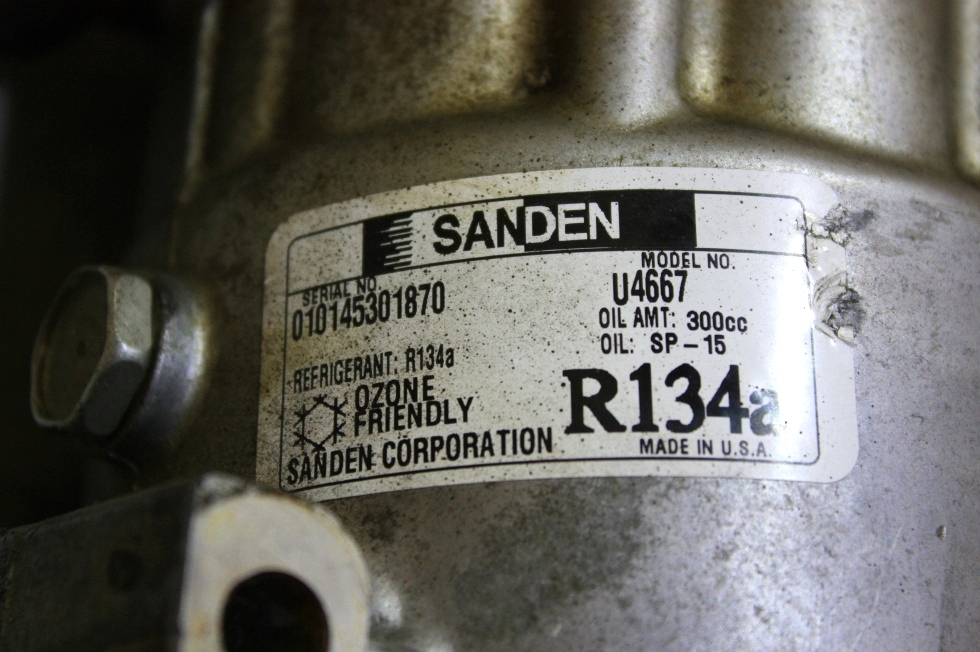 SANDEN
SERIAL NO.
010145301870
MODEL NO.
U4667
OIL AMT: 300cc
OIL: SP-15
REFRIGERANT: R134a
OZONE
FRIENDLY
R134a
SANDEN CORPORATION
MADE IN U.S.A.